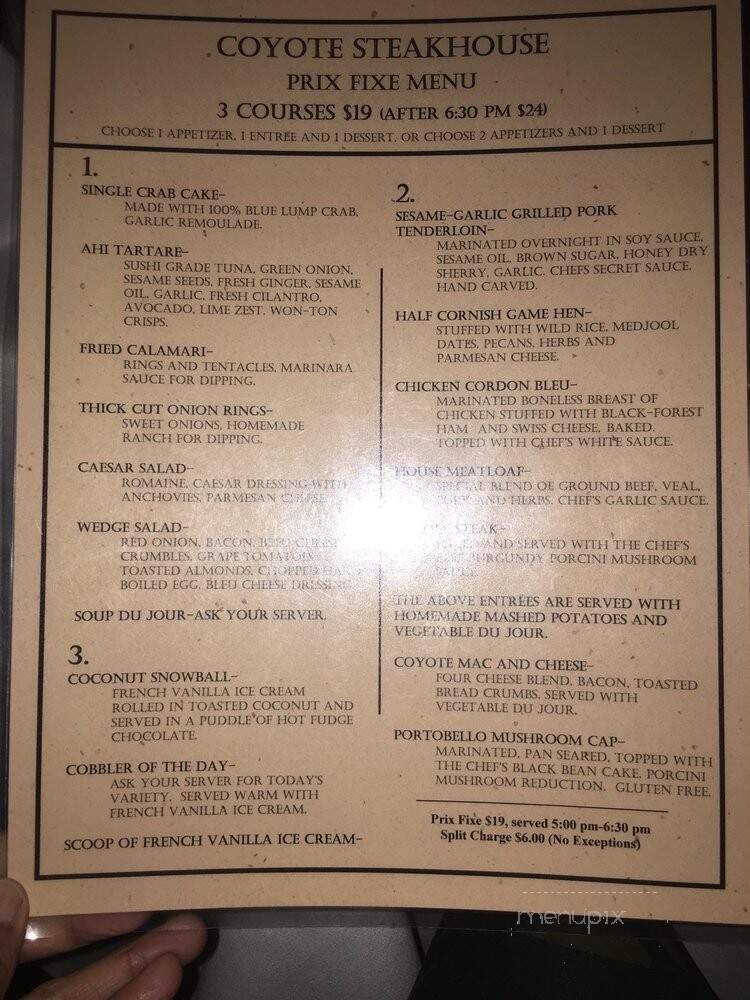 COYOTE STEAKHOUSE
PRIX FIXE MENU
3 COURSES $19 (AFTER 6:30 PM $24)
CHOOSE 1 APPETIZER, 1 ENTREE AND 1 DESSERT, OR CHOOSE 2 APPETIZERS AND 1 DESSERT
1.
SINGLE CRAB CAKE-
MADE WITH 100% BLUE LUMP CRAB.
GARLIC REMOULADE.
AHI TARTARE-
SUSHI GRADE TUNA, GREEN ONION,
SESAME SEEDS, FRESH GINGER, SESAME
OIL, GARLIC, FRESH CILANTRO,
AVOCADO, LIME ZEST. WON-TON
CRISPS.
FRIED CALAMARI-
RINGS AND TENTACLES, MARINARA
SAUCE FOR DIPPING.
THICK CUT ONION RINGS-
SWEET ONIONS, HOMEMADE
RANCH FOR DIPPING.
CAESAR SALAD-
ROMAINE, CAESAR DRESSING WITH
ANCHOVIES, PARMESAN CHEESE
WEDGE SALAD-
RED ONION, BACON, BLEU CHEESE
CRUMBLES, GRAPE TOMATOES
TOASTED ALMONDS, CHOPPED HARD
BOILED EGG, BLEU CHEESE DRESSING.
SOUP DU JOUR-ASK YOUR SERVER.
3.
COCONUT SNOWBALL-
FRENCH VANILLA ICE CREAM
ROLLED IN TOASTED COCONUT AND
SERVED IN A PUDDLE OF HOT FUDGE
CHOCOLATE.
COBBLER OF THE DAY-
ASK YOUR SERVER FOR TODAY'S
VARIETY. SERVED WARM WITH
FRENCH VANILLA ICE CREAM.
SCOOP OF FRENCH VANILLA ICE CREAM-
2.
SESAME-GARLIC GRILLED PORK
TENDERLOIN-
MARINATED OVERNIGHT IN SOY SAUCE,
SESAME OIL, BROWN SUGAR, HONEY DRY
SHERRY, GARLIC. CHEFS SECRET SAUCE.
HAND CARVED.
HALF CORNISH GAME HEN-
STUFFED WITH WILD RICE, MEDJOOL
DATES, PECANS, HERBS AND
PARMESAN CHEESE.
CHICKEN CORDON BLEU-
MARINATED BONELESS BREAST OF
CHICKEN STUFFED WITH BLACK-FOREST
HAM AND SWISS CHEESE, BAKED.
TOPPED WITH CHEF'S WHITE SAUCE.
HOUSE MEATLOAF-
SPECIAL BLEND OF GROUND BEEF, VEAL,
AND HERBS. CHEF'S GARLIC SAUCE.
STEAK-
AND SERVED WITH THE CHEF'S
BURGUNDY PORCINI MUSHROOM
SAUCE
THE ABOVE ENTREES ARE SERVED WITH
HOMEMADE MASHED POTATOES AND
VEGETABLE DU JOUR.
COYOTE MAC AND CHEESE-
FOUR CHEESE BLEND, BACON, TOASTED
BREAD CRUMBS. SERVED WITH
VEGETABLE DU JOUR.
PORTOBELLO MUSHROOM CAP-
MARINATED, PAN SEARED, TOPPED WITH
THE CHEF'S BLACK BEAN CAKE, PORCINI
MUSHROOM REDUCTION. GLUTEN FREE.
Prix Fixe $19, served 5:00 pm-6:30 pm
Split Charge $6.00 (No Exceptions)
menupix